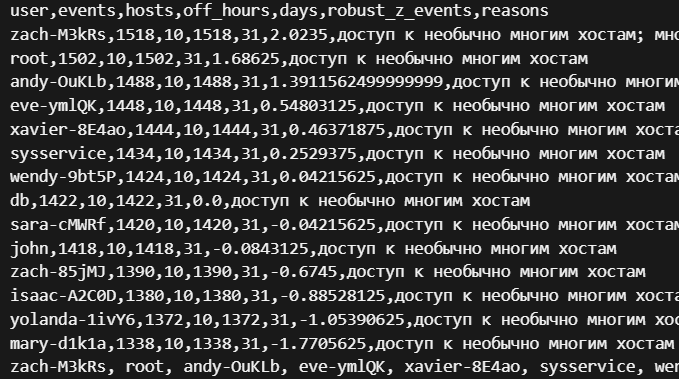 user,events,hosts,off_hours,days,robust_z_events,reasons
zach-M3kRs,1518,10,1518,31,2.0235,доступ к необычно многим хостам;
root,1502,10,1502,31,1.68625,доступ к необычно многим хостам
andy-OuKLb,1488,10,1488,31,1.3911562499999999,доступ к необычно многим
eve-ymlQK,1448,10,1448,31,0.54803125,доступ к необычно многим хостам
xavier-8E4ao,1444,10,1444,31,0.46371875,доступ к необычно многим
sysservice,1434,10,1434,31,0.2529375,доступ к необычно многим хостам
wendy-9bt5P,1424,10,1424,31,0.04215625,доступ к необычно многим хостам
db,1422,10,1422,31,0.0,доступ к необычно многим хостам
sara-cMWRf,1420,10,1420,31,-0.04215625,доступ к необычно многим
john,1418,10,1418,31,-0.0843125,доступ к необычно многим хостам
zach-85jMJ,1390,10,1390,31,-0.6745,доступ к необычно многим хостам
isaac-A2C0D,1380,10,1380,31,-0.88528125,доступ к необычно многим
yolanda-1ivY6,1372,10,1372,31,-1.05390625,доступ к необычно многим
mary-d1k1a,1338,10,1338,31,-1.7705625,доступ к необычно многим хостам
zach-M3kRs, root, andy-OuKLb, eve-ymlQK, xavier-8E4ao, sysservice,